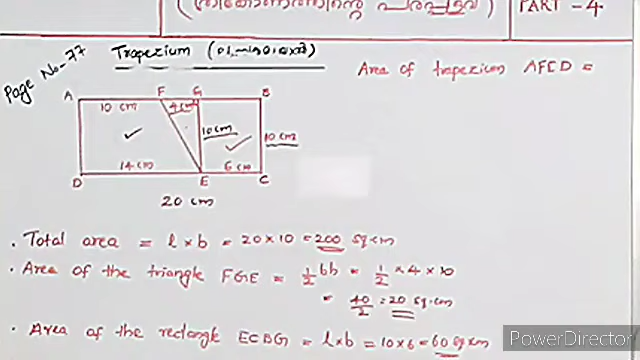 (ത്രികോണത്തിന്റെ പരപ്പളവ) PART - 4
Page No-77 Trapezium
Area of trapezium AFED =
A F G B
10 cm 4 cm
10 cm 10 cm
14 cm 6 cm
D E C
20 cm
. Total area = l × b = 20 × 10 = 200 sq cm
. Area of the triangle FGE = 1/2 bh = 1/2 × 4 × 10
= 40/2 = 20 sq.cm
. Area of the rectangle ECBG = l × b = 10 × 6 = 60 sq cm
PowerDirector